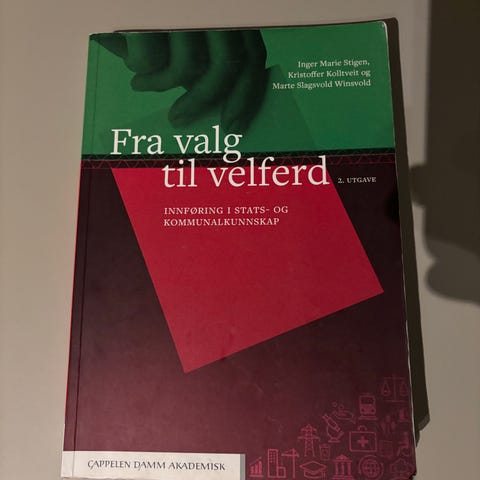 Inger Marie Stigen,
Kristoffer Kolltveit og
Marte Slagsvold Winsvold
Fra valg
til velferd
2. UTGAVE
INNFØRING I STATS- OG
KOMMUNALKUNNSKAP
CAPPELEN DAMM AKADEMISK